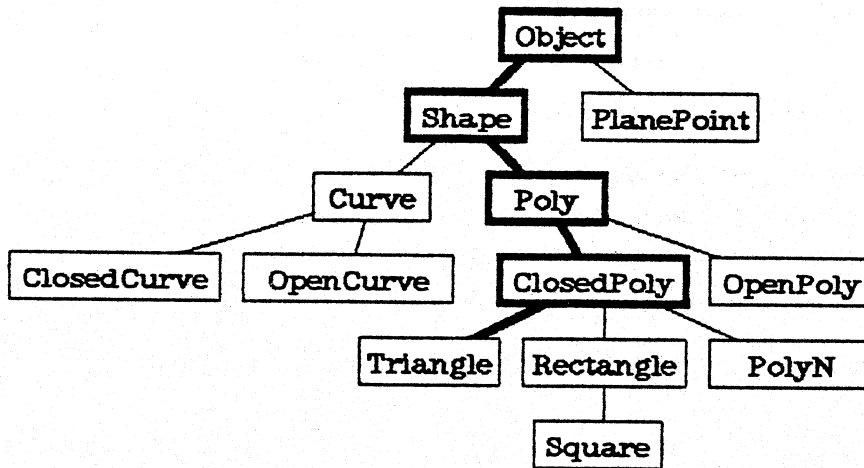 Object
Shape
PlanePoint
Curve
Poly
ClosedCurve
OpenCurve
ClosedPoly
OpenPoly
Triangle
Rectangle
PolyN
Square